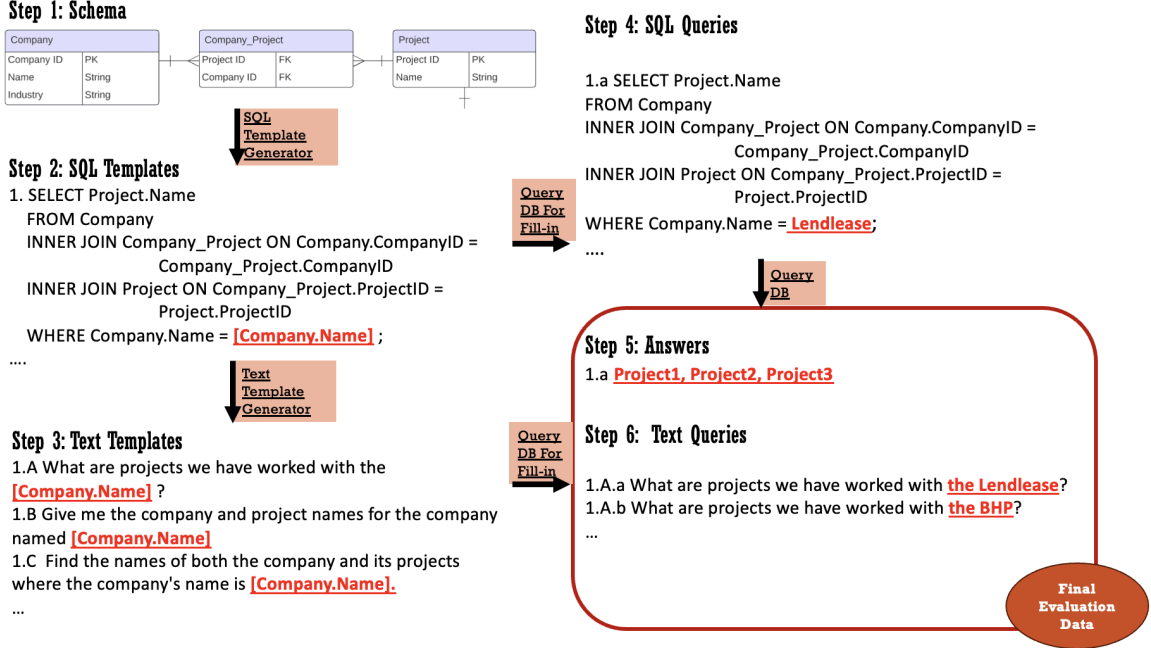 Step 1: Schema
Company
Company ID PK
Name String
Industry String
Company_Project
Project ID FK
Company ID FK
Project
Project ID PK
Name String
SQL
Template
Generator
Step 2: SQL Templates
1. SELECT Project.Name
FROM Company
INNER JOIN Company_Project ON Company.CompanyID =
Company_Project.CompanyID
INNER JOIN Project ON Company_Project.ProjectID =
Project.ProjectID
WHERE Company.Name = [Company.Name] ;
....
Text
Template
Generator
Step 3: Text Templates
1.A What are projects we have worked with the
[Company.Name] ?
1.B Give me the company and project names for the company
named [Company.Name]
1.C Find the names of both the company and its projects
where the company's name is [Company.Name].
...
Query
DB For
Fill-in
Step 4: SQL Queries
1.a SELECT Project.Name
FROM Company
INNER JOIN Company_Project ON Company.CompanyID =
Company_Project.CompanyID
INNER JOIN Project ON Company_Project.ProjectID =
Project.ProjectID
WHERE Company.Name = Lendlease;
....
Query
DB
Step 5: Answers
1.a Project1, Project2, Project3
Query
DB For
Fill-in
Step 6: Text Queries
1.A.a What are projects we have worked with the Lendlease?
1.A.b What are projects we have worked with the BHP?
...
Final
Evaluation
Data